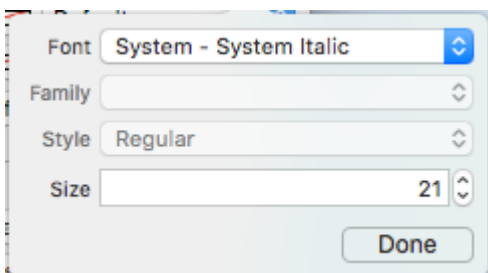 Font System - System Italic
Family
Style Regular
Size 21
Done